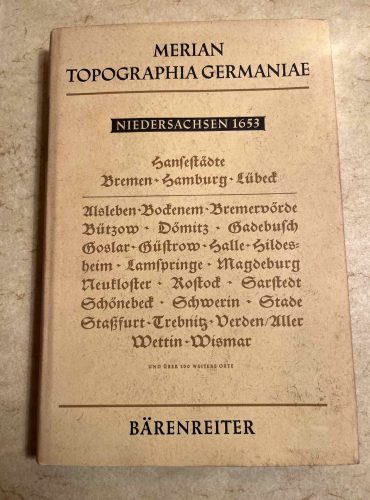 MERIAN
TOPOGRAPHIA GERMANIAE
NIEDERSACHSEN 1653
Hansestädte
Bremen · Hamburg · Lübeck
Alsleben · Bockenem · Bremervörde
Bützow · Dömitz · Gadebusch
Goslar · Güstrow · Halle · Hildes-
heim · Lamspringe · Magdeburg
Neukloster · Rostock · Sarstedt
Schönebeck · Schwerin · Stade
Staßfurt · Trebnitz · Verden/Aller
Wettin · Wismar
UND ÜBER 100 WEITERE ORTE
BÄRENREITER